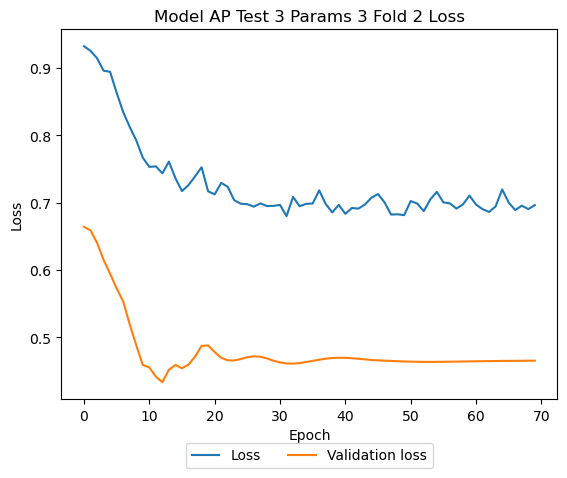 Model AP Test 3 Params 3 Fold 2 Loss
0.9
0.8
0.7
0.6
0.5
Loss
0 10 20 30 40 50 60 70
Epoch
Loss Validation loss